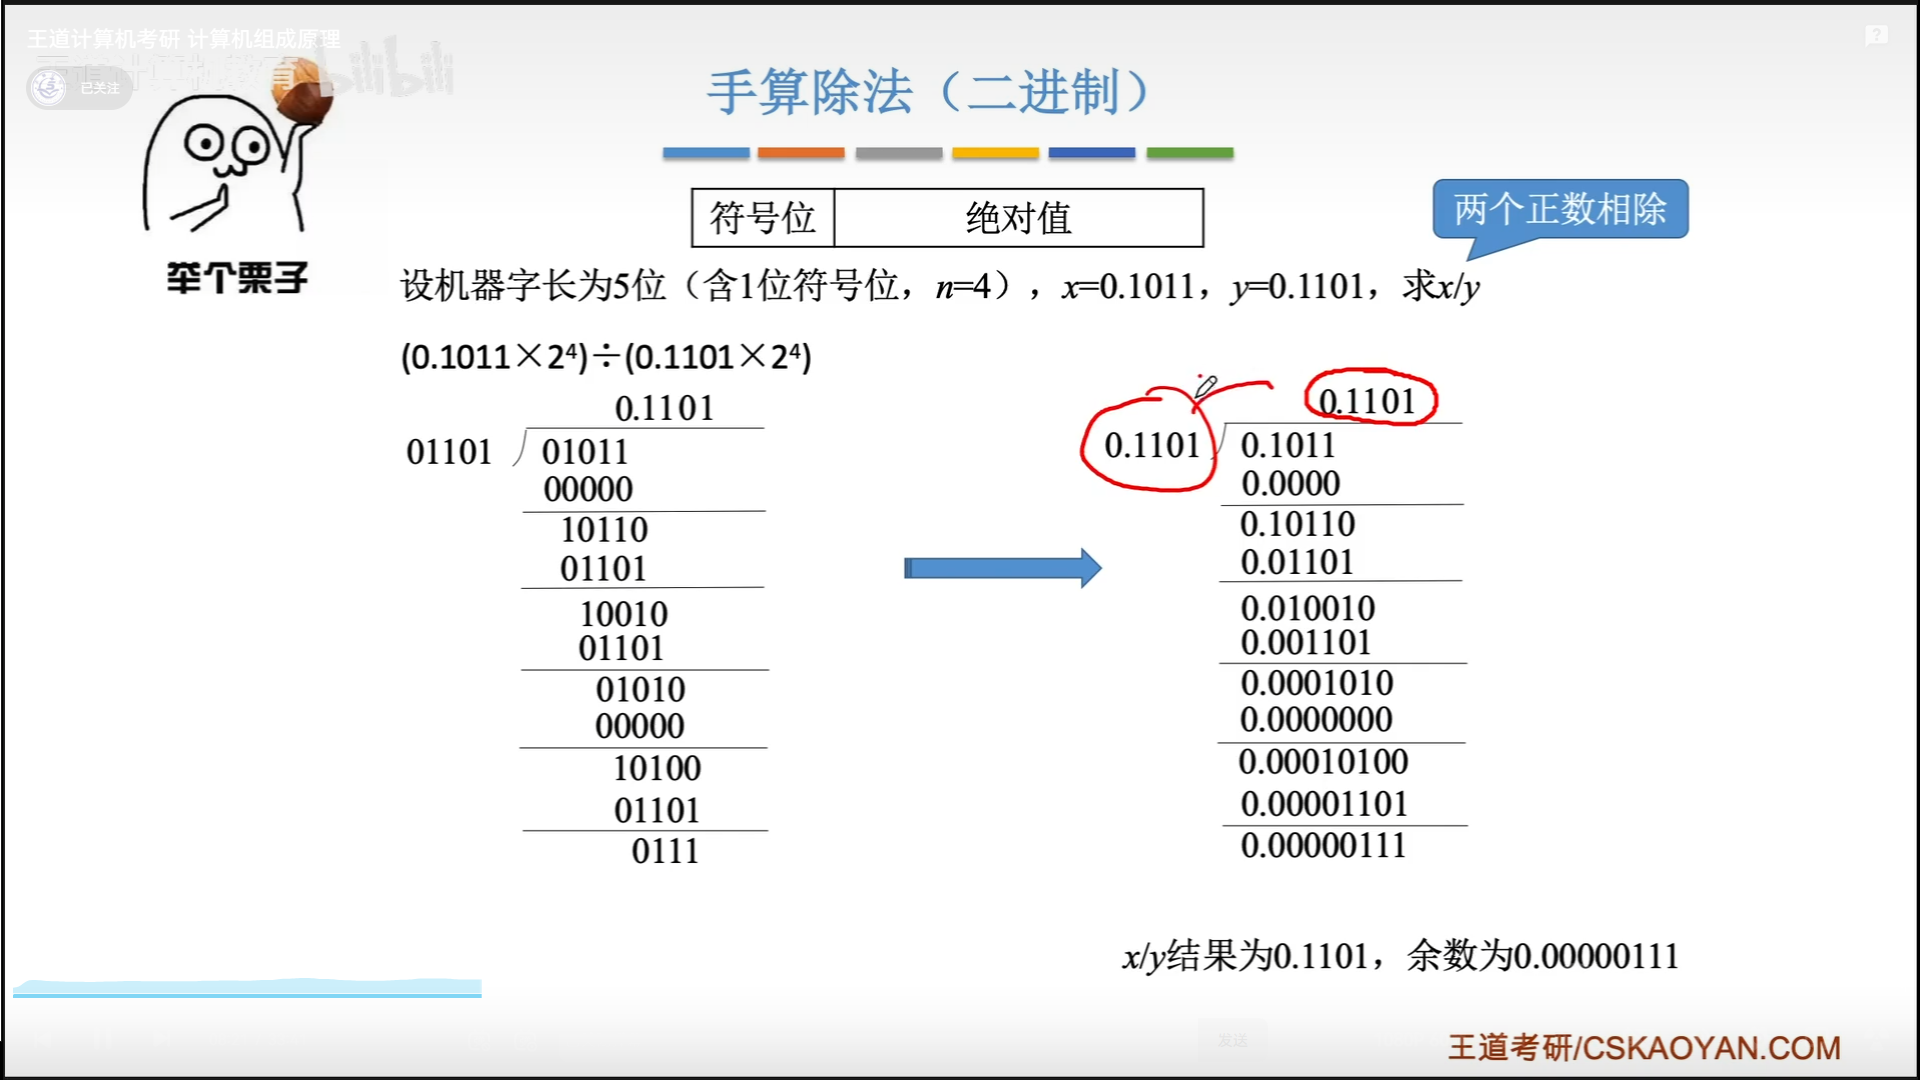 王道计算机考研 计算机组成原理
已关注
bilibili
手算除法（二进制）
符号位 绝对值
两个正数相除
举个栗子
设机器字长为5位（含1位符号位，n=4），x=0.1011，y=0.1101，求x/y
(0.1011×2⁴)÷(0.1101×2⁴)
0.1101
01101 01011
00000
10110
01101
10010
01101
01010
00000
10100
01101
0111
0.1101
0.1101 0.1011
0.0000
0.10110
0.01101
0.010010
0.001101
0.0001010
0.0000000
0.00010100
0.00001101
0.00000111
x/y结果为0.1101，余数为0.00000111
发送
王道考研/CSKAOYAN.COM